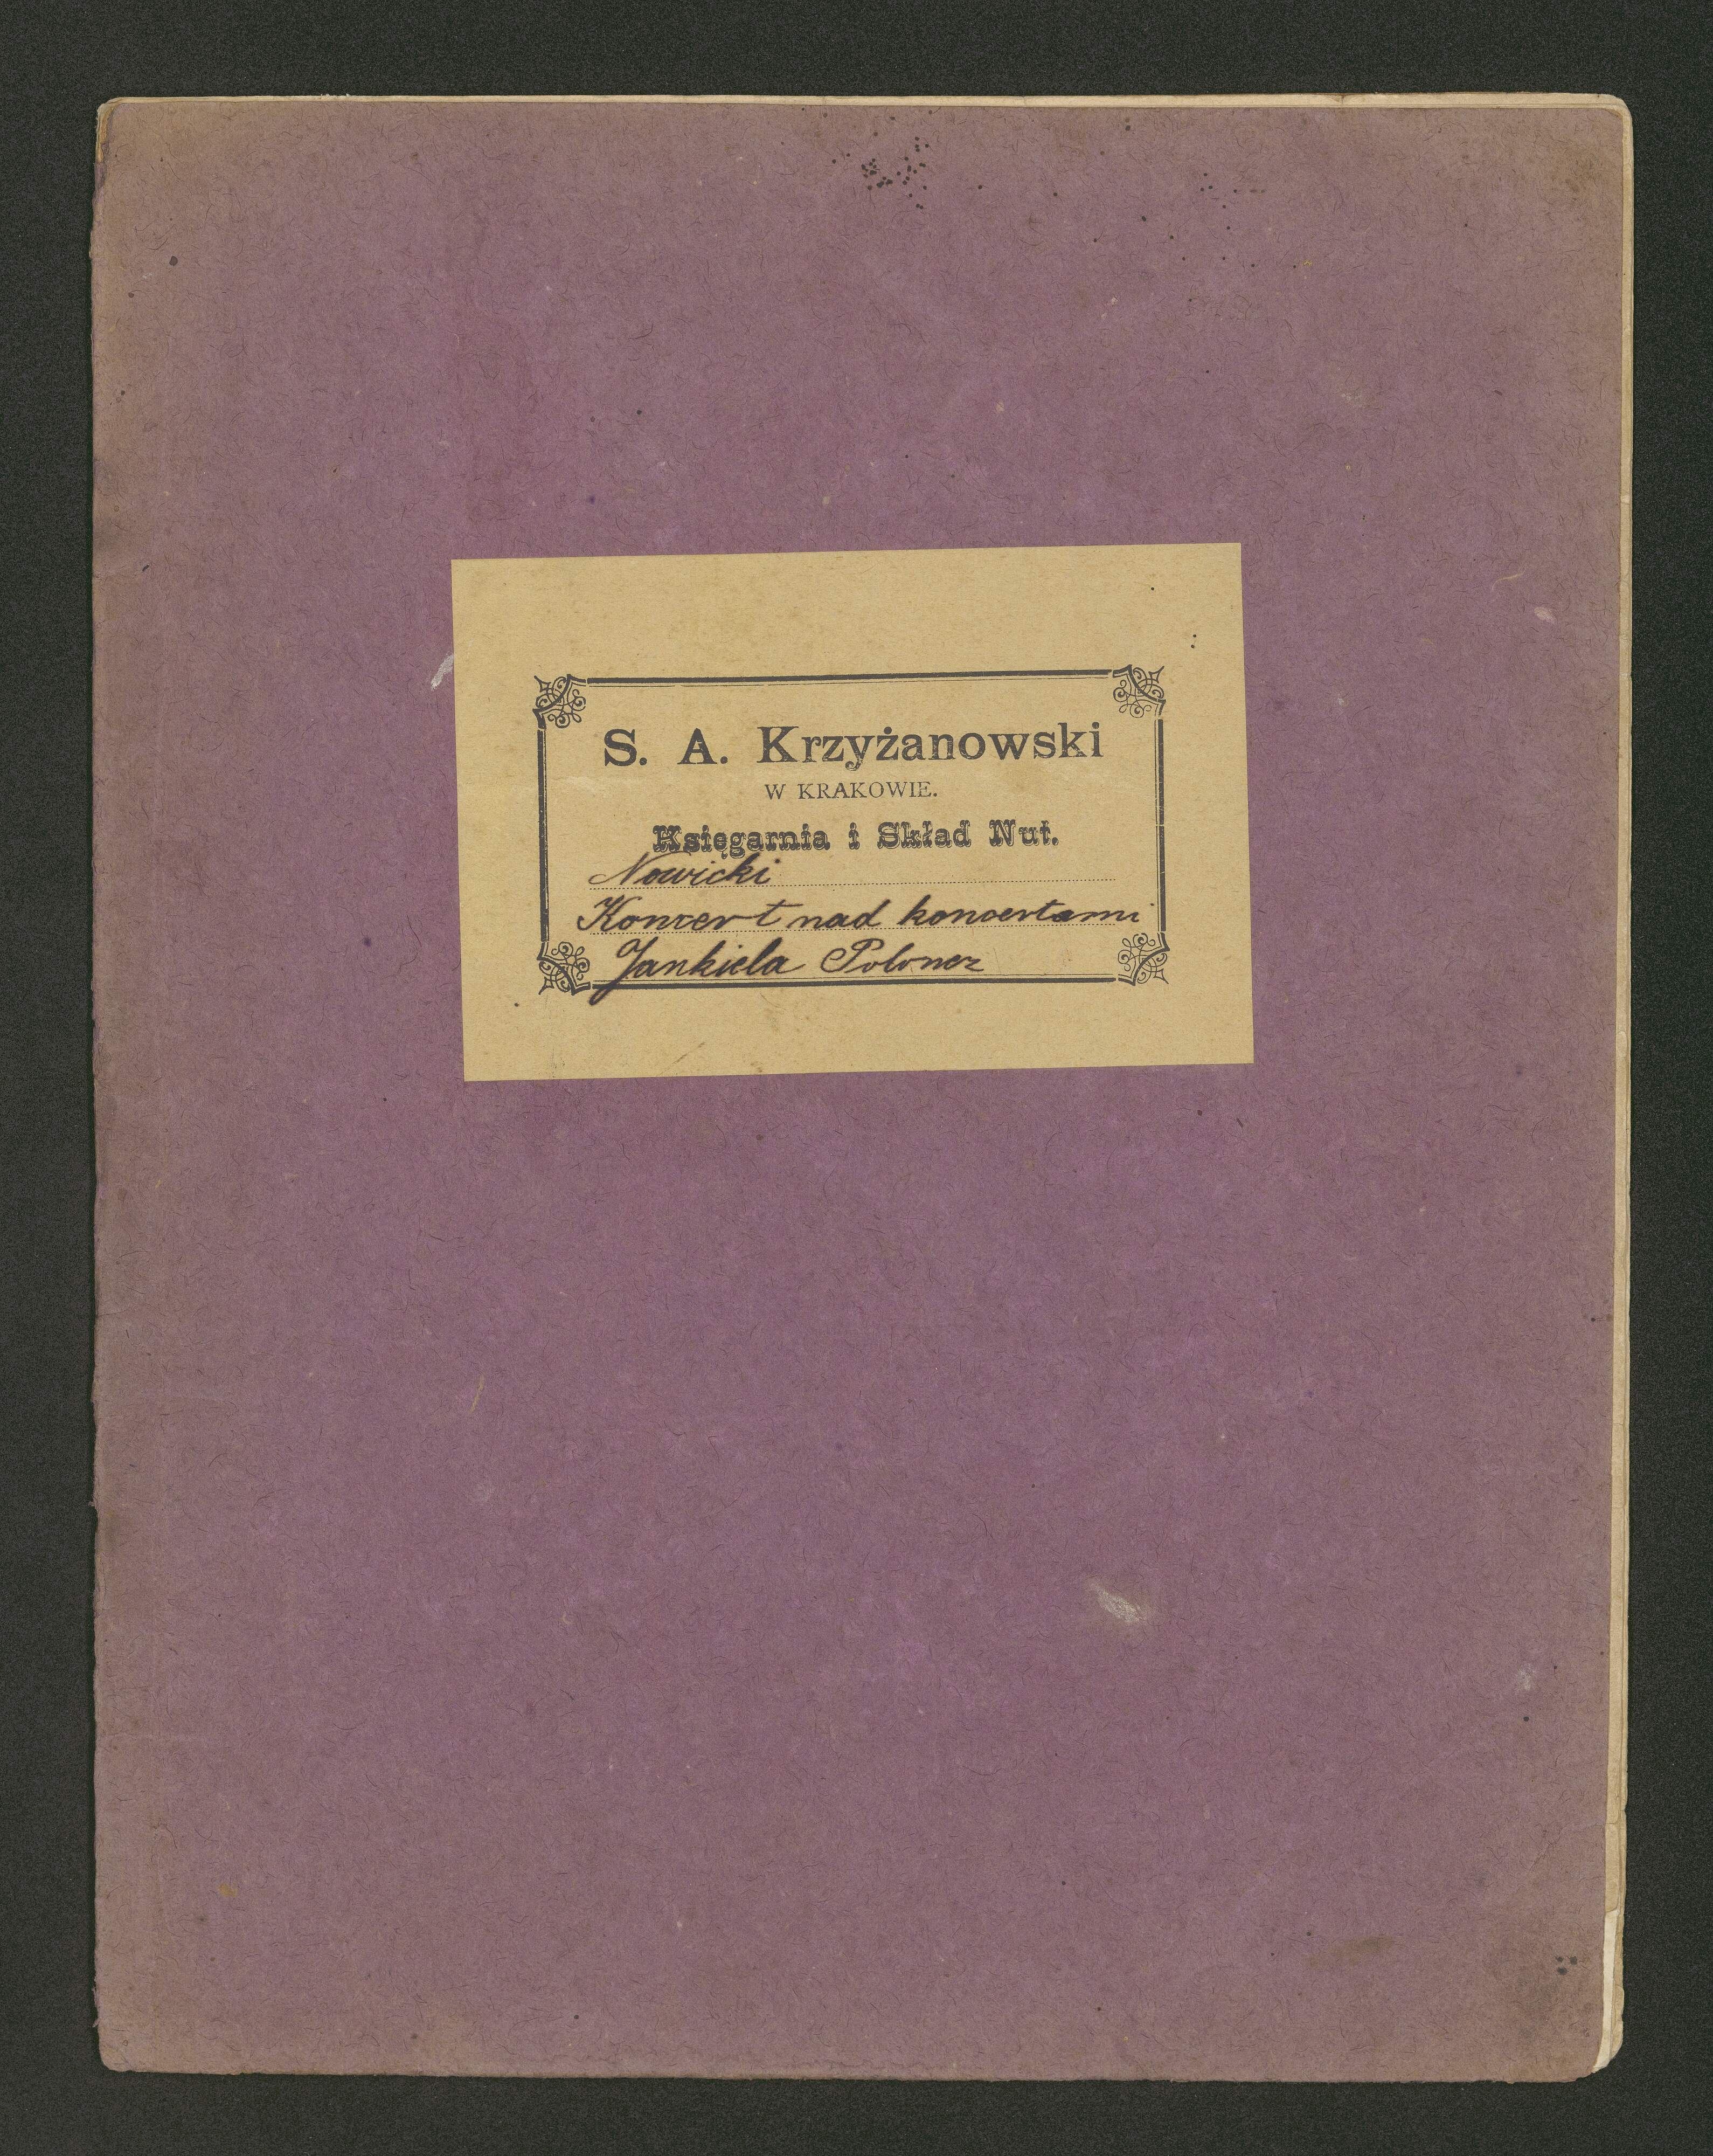 S. A. Krzyżanowski
W KRAKOWIE.
Księgarnia i Skład Nut.
Nowicki
Koncert nad koncertami
Jankiela Polonez